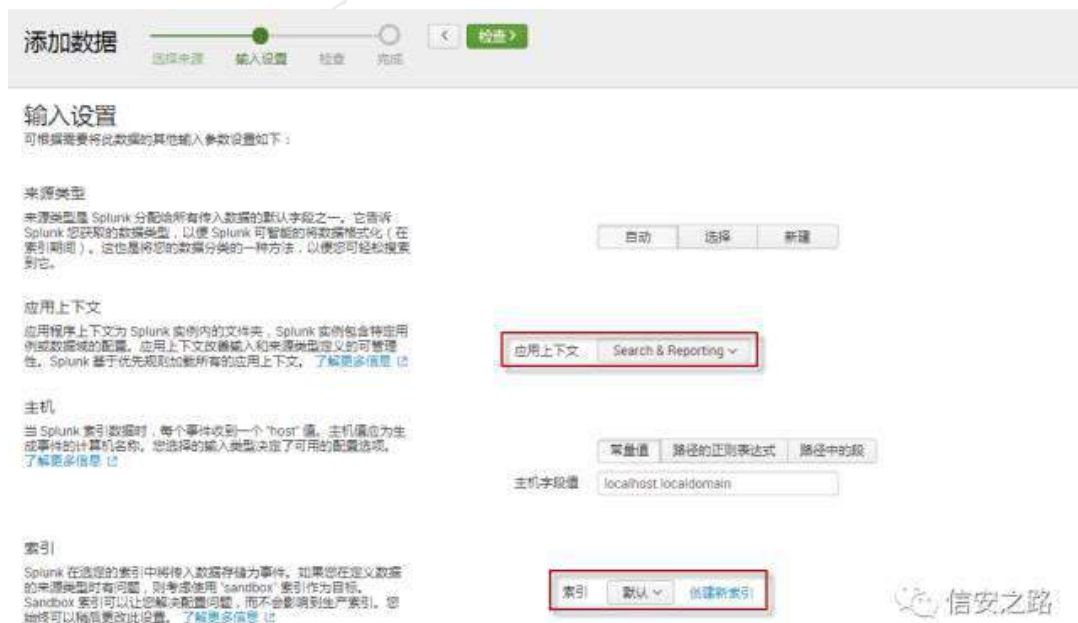 添加数据
选择来源 输入设置 检查 完成
< 检查 >
输入设置
可根据需要将此数据的其他输入参数设置如下：
来源类型
来源类型是 Splunk 分配给所有传入数据的默认字段之一。它告诉
Splunk 您获取的数据类型，以便 Splunk 可智能的将数据格式化（在
索引期间）。这也是将您的数据分类的一种方法，以便您可轻松搜索
到它。
自动 选择 新建
应用上下文
应用程序上下文为 Splunk 实例内的文件夹，Splunk 实例包含特定用
例或数据域的配置。应用上下文改善输入和来源类型定义的可管理
性。Splunk 基于优先规则加载所有的应用上下文。 了解更多信息
应用上下文 Search & Reporting
主机
当 Splunk 索引数据时，每个事件收到一个 "host" 值。主机值应为生
成事件的计算机名称。您选择的输入类型决定了可用的配置选项。
了解更多信息
常量值 路径的正则表达式 路径中的段
主机字段值 localhost.localdomain
索引
Splunk 在选定的索引中将传入数据存储为事件。如果您在定义数据
的来源类型时有问题，则考虑使用 "sandbox" 索引作为目标。
Sandbox 索引可以让您解决配置问题，而不会影响到生产索引。您
始终可以稍后更改此设置。 了解更多信息
索引 默认 创建新索引
信安之路